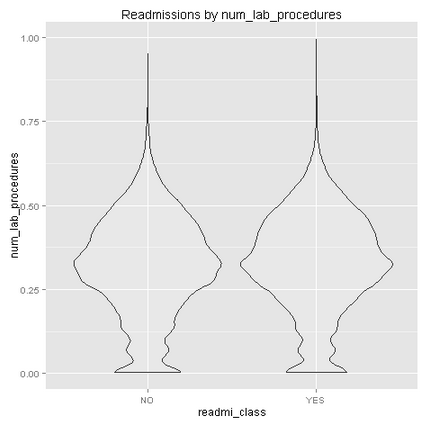 Readmissions by num_lab_procedures
1.00
0.75
0.50
0.25
0.00
num_lab_procedures
NO YES
readmi_class